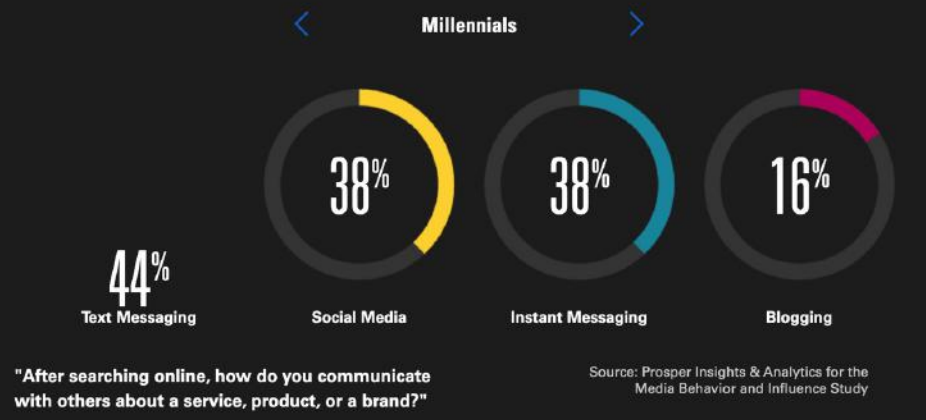 Millennials
38%
38%
16%
44%
Text Messaging
Social Media
Instant Messaging
Blogging
"After searching online, how do you communicate
with others about a service, product, or a brand?"
Source: Prosper Insights & Analytics for the
Media Behavior and Influence Study